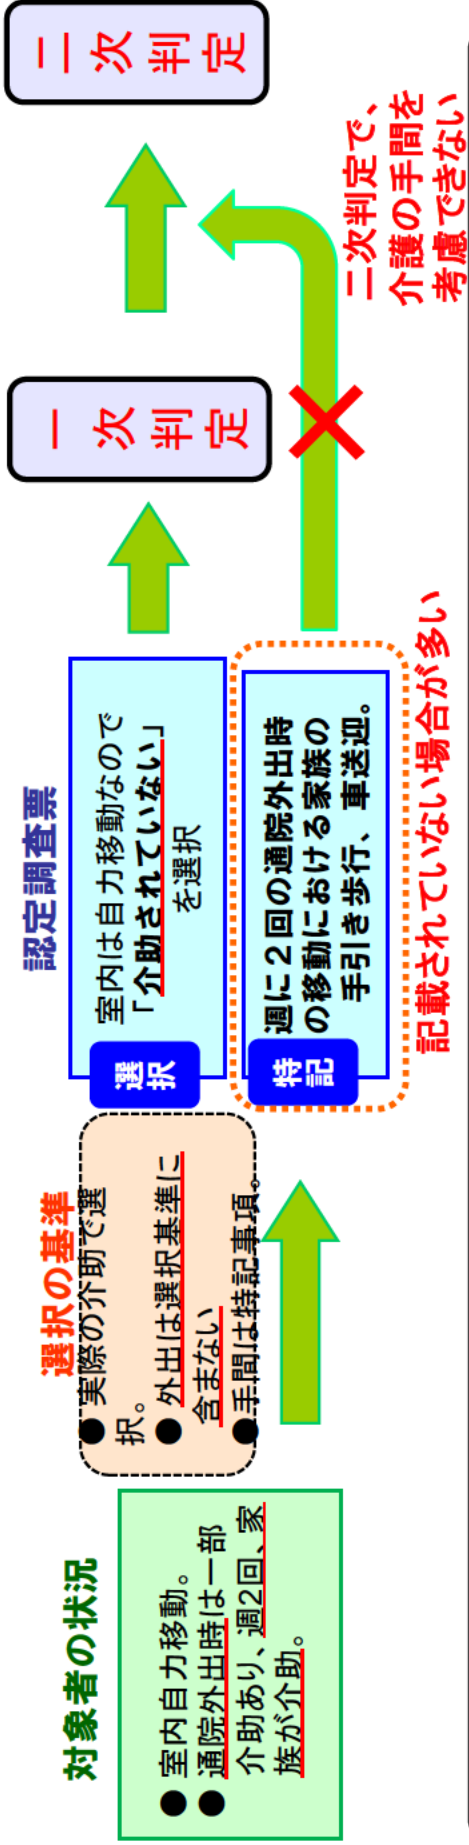 対象者の状況
● 室内自力移動。
● 通院外出時は一部
介助あり、週2回、家
族が介助。
選択の基準
● 実際の介助で選
択。
● 外出は選択基準に
含まない
● 手間は特記事項。
認定調査票
選択
室内は自力移動なので
「介助されていない」
を選択
特記
週に2回の通院外出時
の移動における家族の
手引き歩行、車送迎。
記載されていない場合が多い
一次判定
二次判定
二次判定で、
介護の手間を
考慮できない